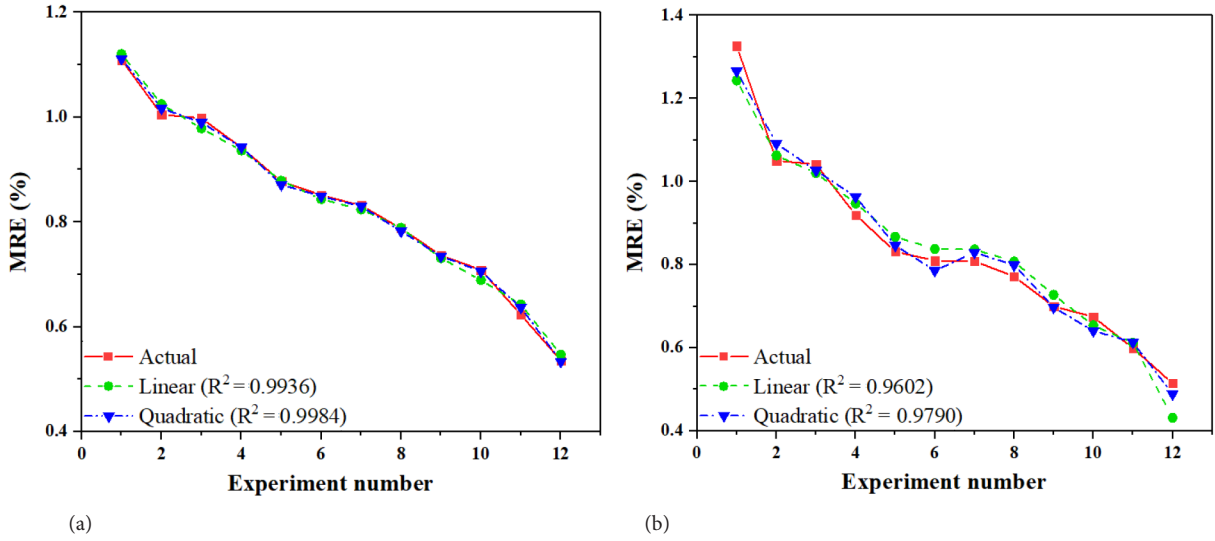 1.2
1.0
0.8
0.6
0.4
MRE (%)
Actual
Linear (R² = 0.9936)
Quadratic (R² = 0.9984)
0 2 4 6 8 10 12
Experiment number
(a)
1.4
1.2
1.0
0.8
0.6
0.4
MRE (%)
Actual
Linear (R² = 0.9602)
Quadratic (R² = 0.9790)
0 2 4 6 8 10 12
Experiment number
(b)